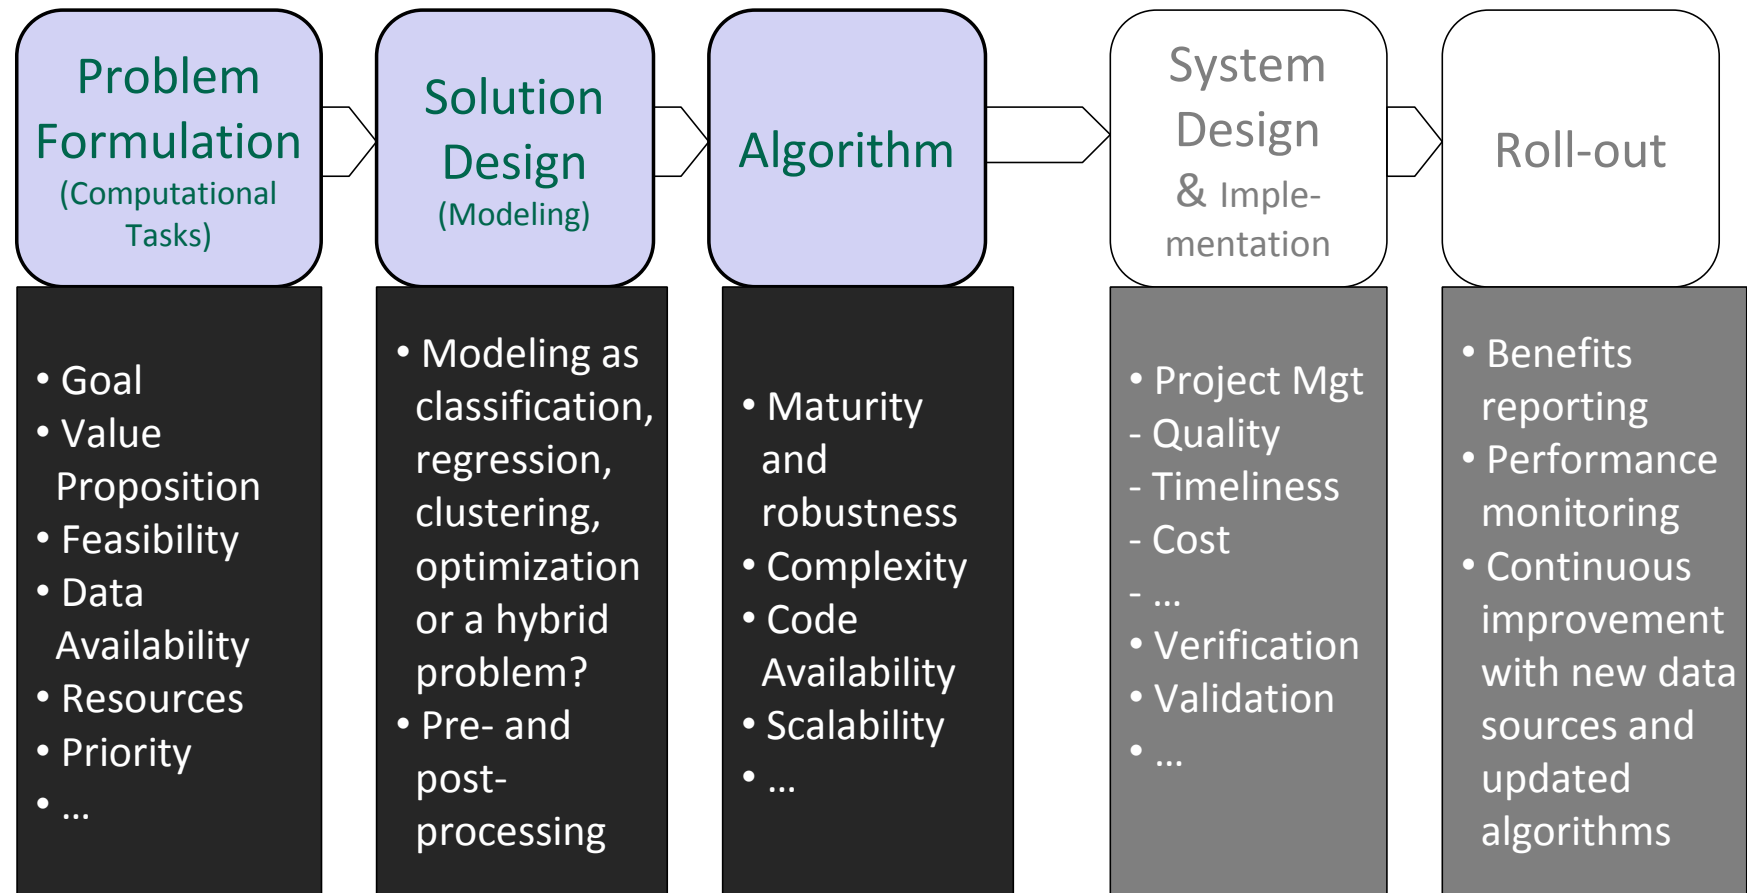 Problem
Formulation
(Computational
Tasks)
Solution
Design
(Modeling)
Algorithm
System
Design
& Imple-
mentation
Roll-out
• Goal
• Value
Proposition
• Feasibility
• Data
Availability
• Resources
• Priority
• ...
• Modeling as
classification,
regression,
clustering,
optimization
or a hybrid
problem?
• Pre- and
post-
processing
• Maturity
and
robustness
• Complexity
• Code
Availability
• Scalability
• ...
• Project Mgt
- Quality
- Timeliness
- Cost
- ...
• Verification
• Validation
• ...
• Benefits
reporting
• Performance
monitoring
• Continuous
improvement
with new data
sources and
updated
algorithms